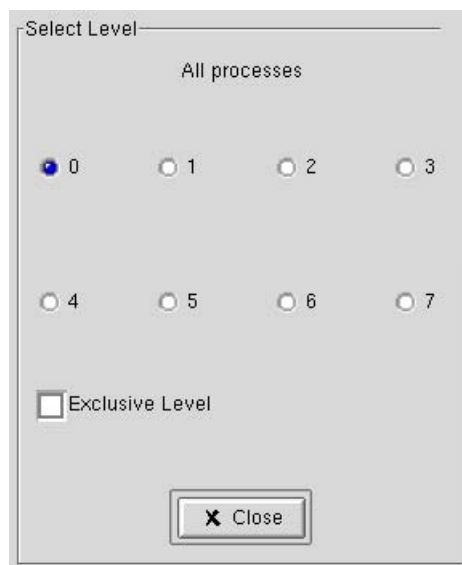 Select Level
All processes
0 1 2 3
4 5 6 7
Exclusive Level
Close